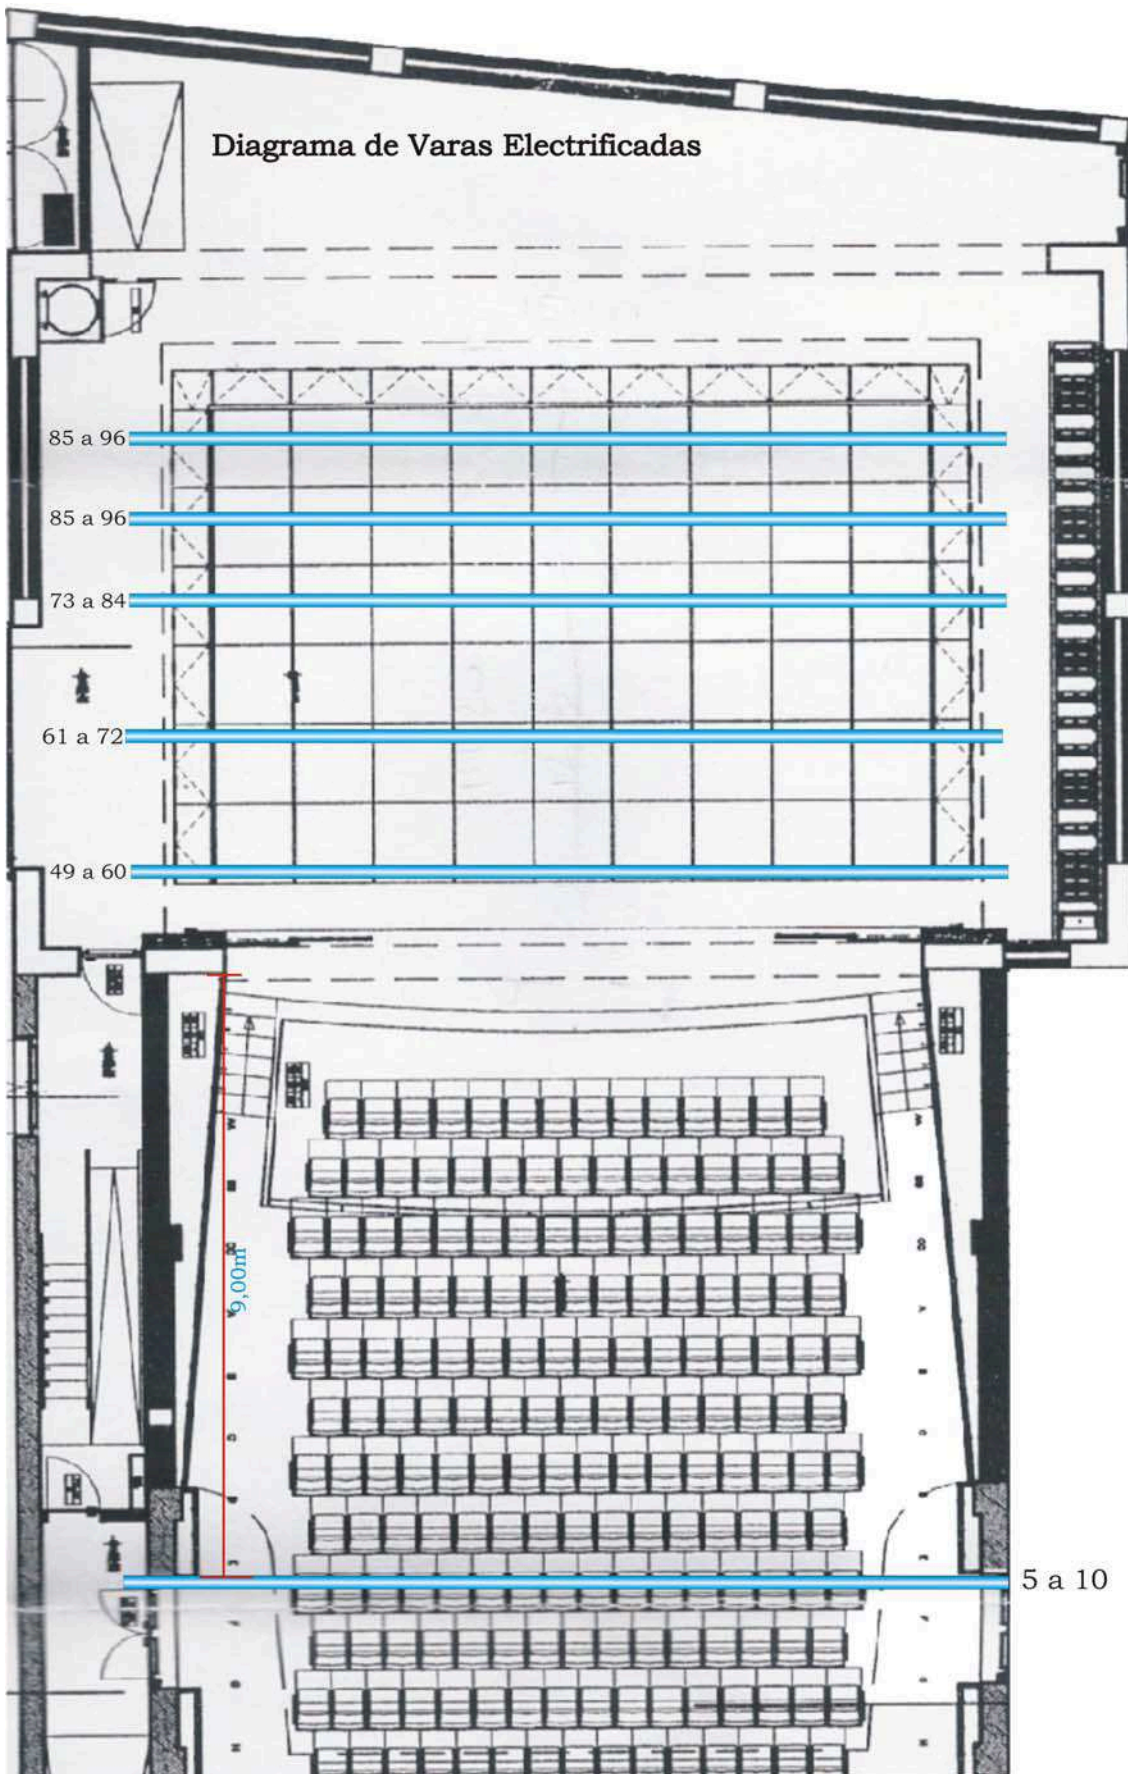 Diagrama de Varas Electrificadas
85 a 96
85 a 96
73 a 84
61 a 72
49 a 60
9,00m
5 a 10